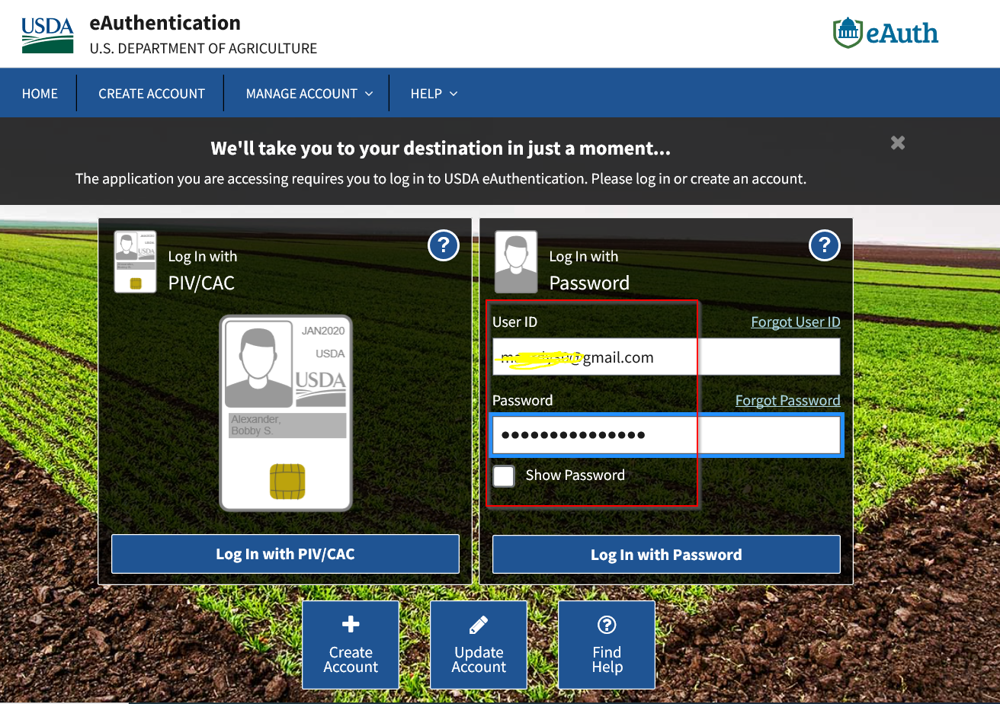 USDA
eAuthentication
U.S. DEPARTMENT OF AGRICULTURE
eAuth
HOME
CREATE ACCOUNT
MANAGE ACCOUNT
HELP
We'll take you to your destination in just a moment...
The application you are accessing requires you to log in to USDA eAuthentication. Please log in or create an account.
Log In with
PIV/CAC
?
JAN2020
USDA
USDA
Alexander,
Bobby S.
Log In with PIV/CAC
Log In with
Password
?
User ID
Forgot User ID
@gmail.com
Password
Forgot Password
Show Password
Log In with Password
Create
Account
Update
Account
?
Find
Help